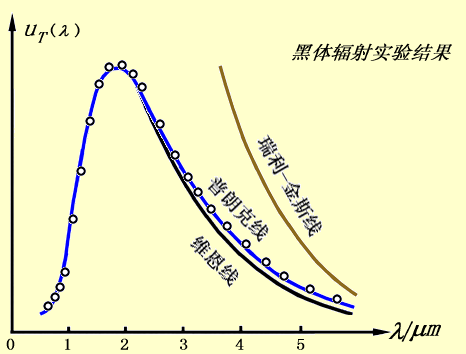 u_T(λ)
黑体辐射实验结果
瑞利—金斯线
普朗克线
维恩线
0 1 2 3 4 5
λ/μm